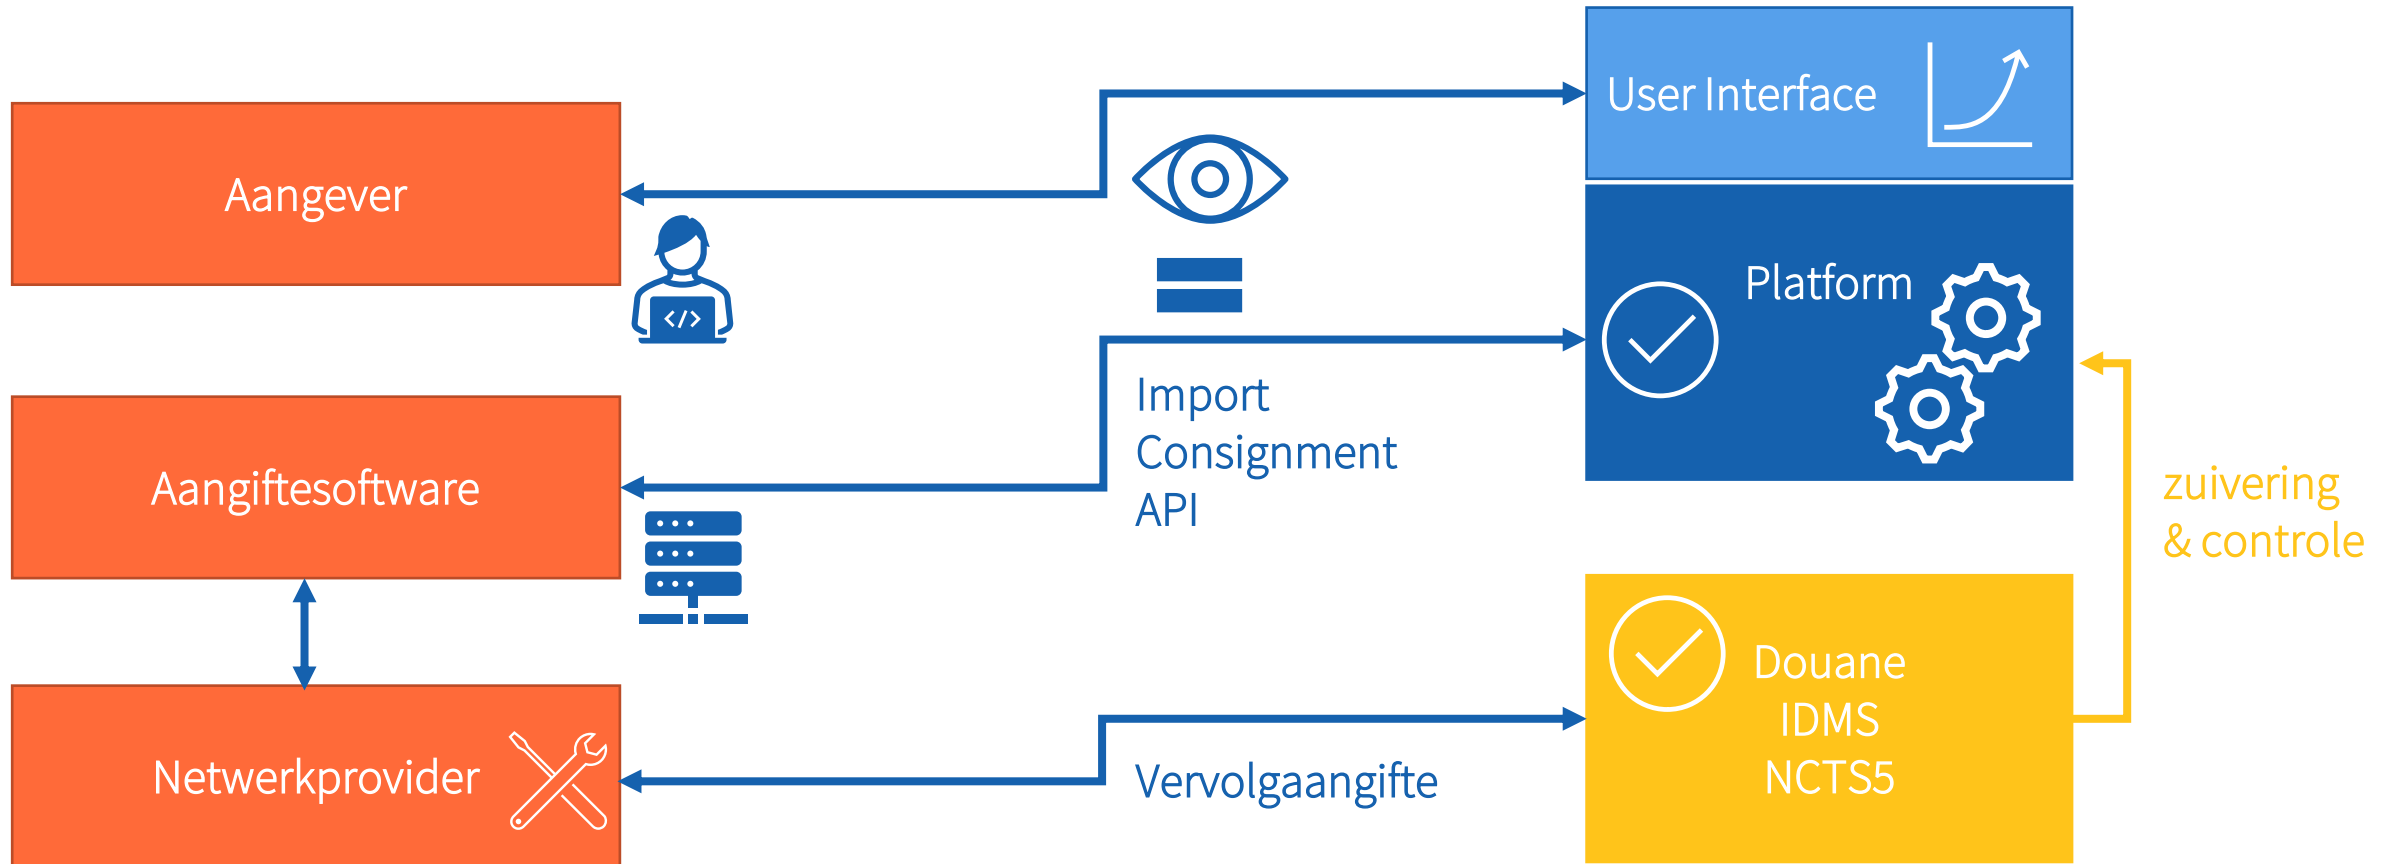 User Interface
Aangever
Platform
Import
Consignment
API
Aangiftesoftware
</>
zuivering
& controle
Douane
IDMS
NCTS5
Netwerkprovider
Vervolgaangifte